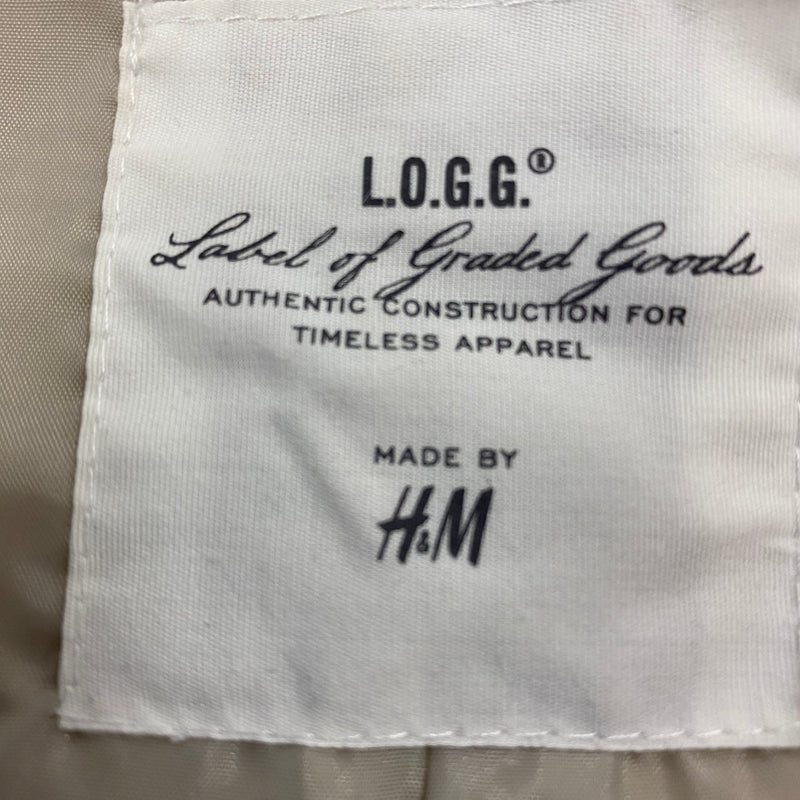 L.O.G.G.®
Label of Graded Goods
AUTHENTIC CONSTRUCTION FOR
TIMELESS APPAREL
MADE BY
H&M